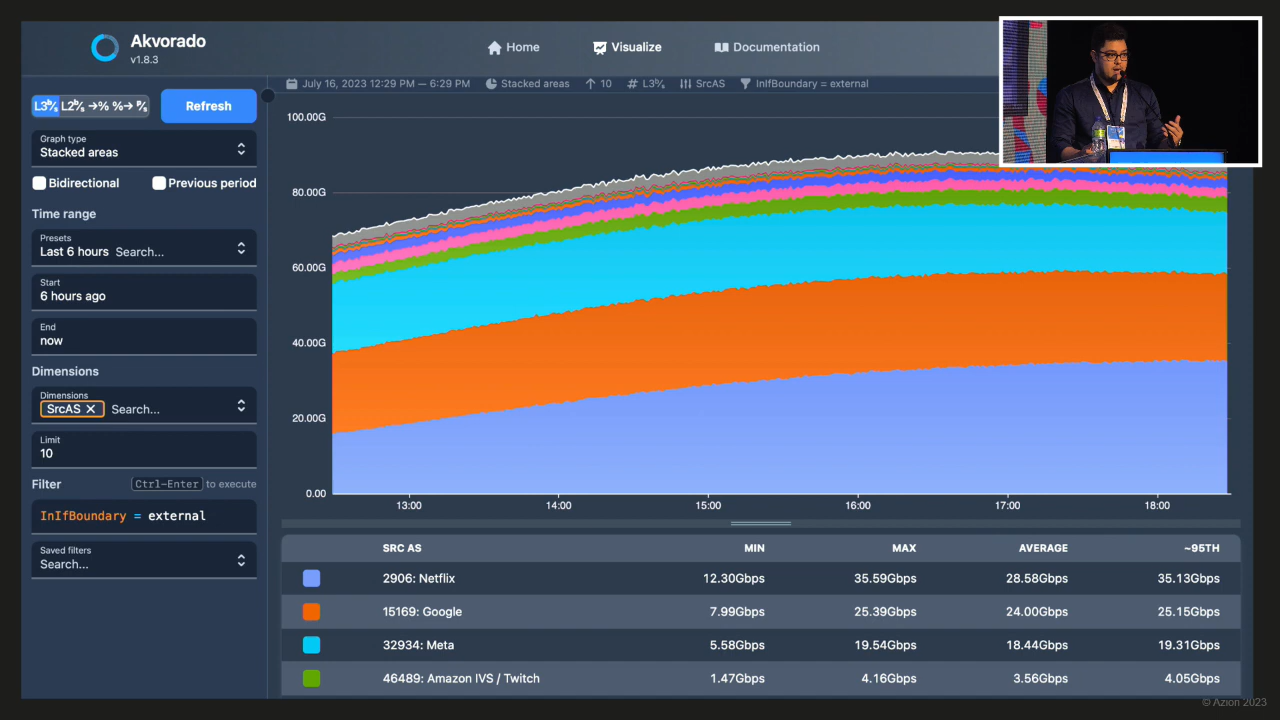 Akvorado
v1.8.3
Home
Visualize
Documentation
L3% L2% →% %→ P/%
Refresh
Graph type
Stacked areas
Bidirectional
Previous period
Time range
Presets
Last 6 hours Search...
Start
6 hours ago
End
now
Dimensions
Dimensions
SrcAS ✕ Search...
Limit
10
Filter
Ctrl-Enter to execute
InIfBoundary = external
Saved filters
Search...
2023 12:29 PM — 6:29 PM
Stacked areas
10
# L3%
SrcAS
InIfBoundary = external
100.00G
80.00G
60.00G
40.00G
20.00G
0.00
13:00 14:00 15:00 16:00 17:00 18:00
SRC AS MIN MAX AVERAGE ~95TH
2906: Netflix 12.30Gbps 35.59Gbps 28.58Gbps 35.13Gbps
15169: Google 7.99Gbps 25.39Gbps 24.00Gbps 25.15Gbps
32934: Meta 5.58Gbps 19.54Gbps 18.44Gbps 19.31Gbps
46489: Amazon IVS / Twitch 1.47Gbps 4.16Gbps 3.56Gbps 4.05Gbps
© Azion 2023